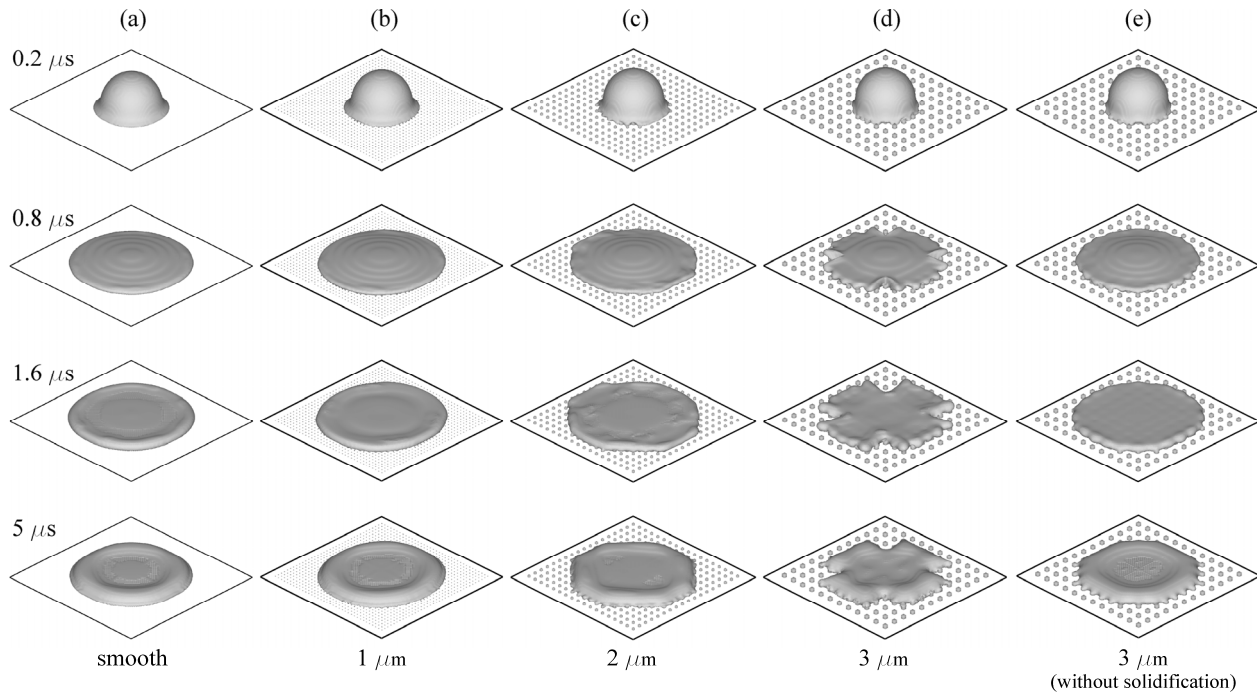 (a) (b) (c) (d) (e)
0.2 μs
0.8 μs
1.6 μs
5 μs
smooth 1 μm 2 μm 3 μm 3 μm
(without solidification)